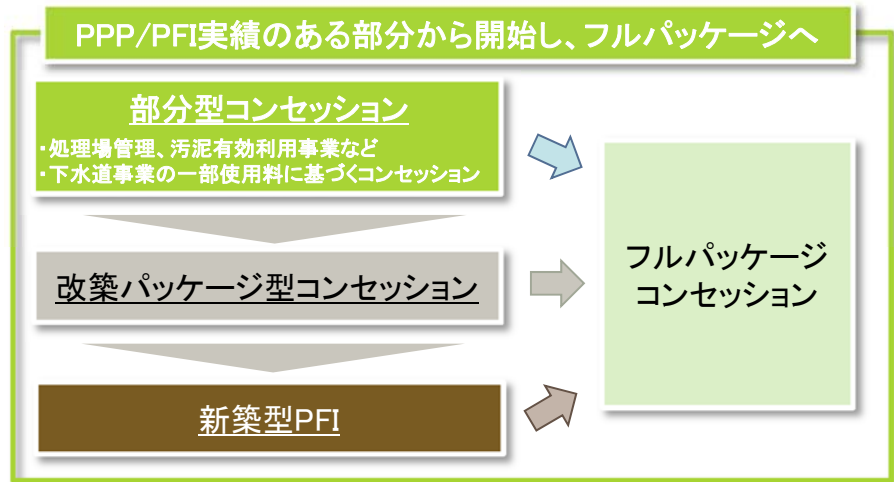 PPP/PFI実績のある部分から開始し、フルパッケージへ
部分型コンセッション
・処理場管理、汚泥有効利用事業など
・下水道事業の一部使用料に基づくコンセッション
改築パッケージ型コンセッション
新築型PFI
フルパッケージ
コンセッション